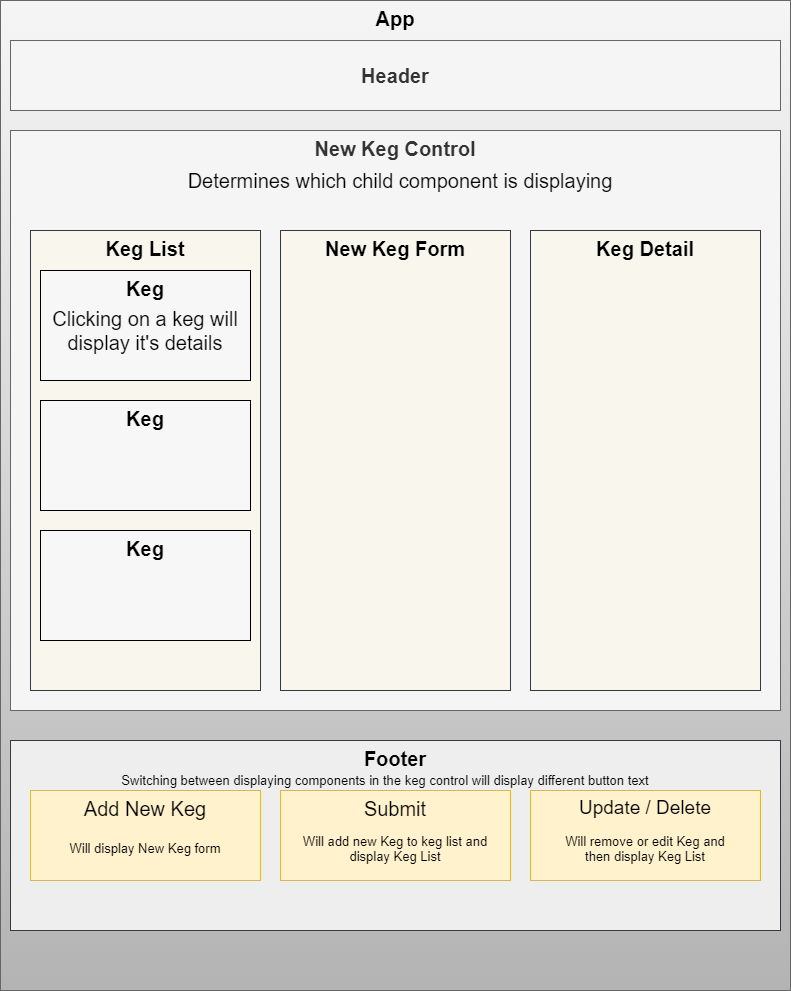 App
Header
New Keg Control
Determines which child component is displaying
Keg List
Keg
Clicking on a keg will
display it's details
Keg
Keg
New Keg Form
Keg Detail
Footer
Switching between displaying components in the keg control will display different button text
Add New Keg
Will display New Keg form
Submit
Will add new Keg to keg list and
display Keg List
Update / Delete
Will remove or edit Keg and
then display Keg List